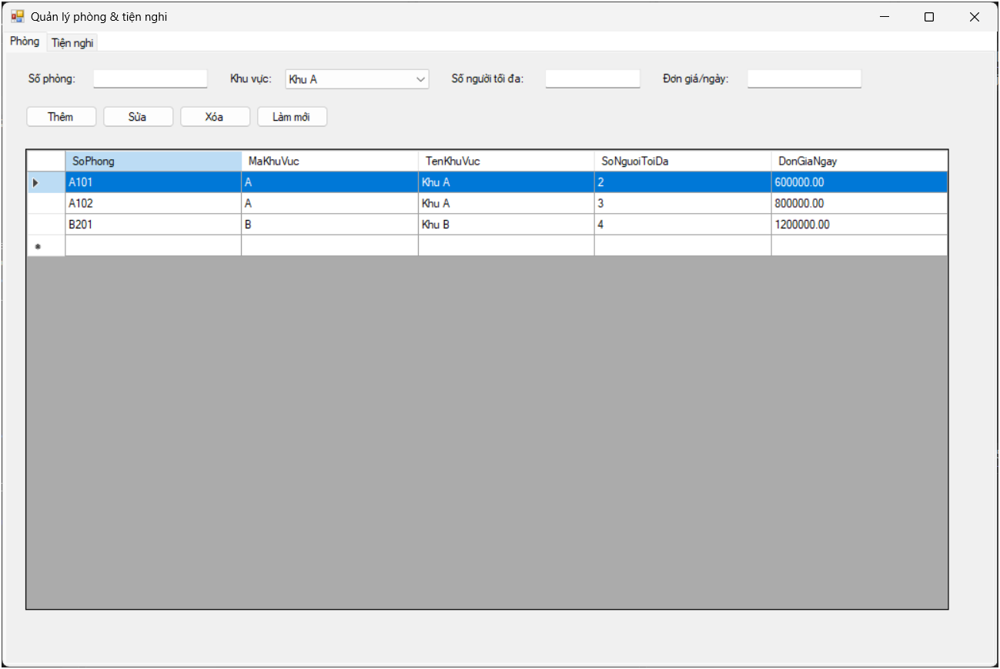 Quản lý phòng & tiện nghi
Phòng Tiện nghi
Số phòng: Khu vực: Khu A Số người tối đa: Đơn giá/ngày:
Thêm Sửa Xóa Làm mới
SoPhong MaKhuVuc TenKhuVuc SoNguoiToiDa DonGiaNgay
A101 A Khu A 2 600000.00
A102 A Khu A 3 800000.00
B201 B Khu B 4 1200000.00